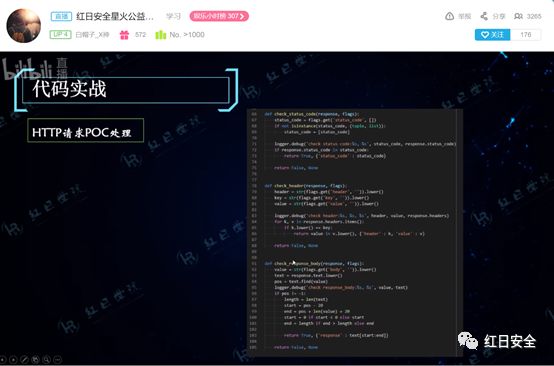 直播 红日安全星火公益… 学习 娱乐小时榜 307 >
举报 分享 3265
UP 4 白帽子_X神 572 No. >1000
关注 176
bilibili 直播
代码实战
HTTP请求POC处理
def check_status_code(response, flags):
status_code = flags.get('status_code', [])
if not isinstance(status_code, (tuple, list)):
status_code = [status_code]
logger.debug('check status code:%s, %s', status_code, response.status_code)
if response.status_code in status_code:
return True, {'status_code' : status_code}
return False, None
def check_header(response, flags):
header = str(flags.get('header', '')).lower()
key = str(flags.get('key', '')).lower()
value = str(flags.get('value', '')).lower()
logger.debug('check header:%s, %s, %s', header, value, response.headers)
for k, v in response.headers.items():
if k.lower() == key:
return value in v.lower(), {'header' : k, 'value' : v}
return False, None
def check_response_body(response, flags):
value = str(flags.get('body', '')).lower()
text = response.text.lower()
pos = text.find(value)
logger.debug('check response_body:%s, %s', value, text)
if pos != -1:
length = len(text)
start = pos - 20
end = pos + len(value) + 20
start = 0 if start < 0 else start
end = length if end > length else end
return True, {'response' : text[start:end]}
return False, None
红日安全